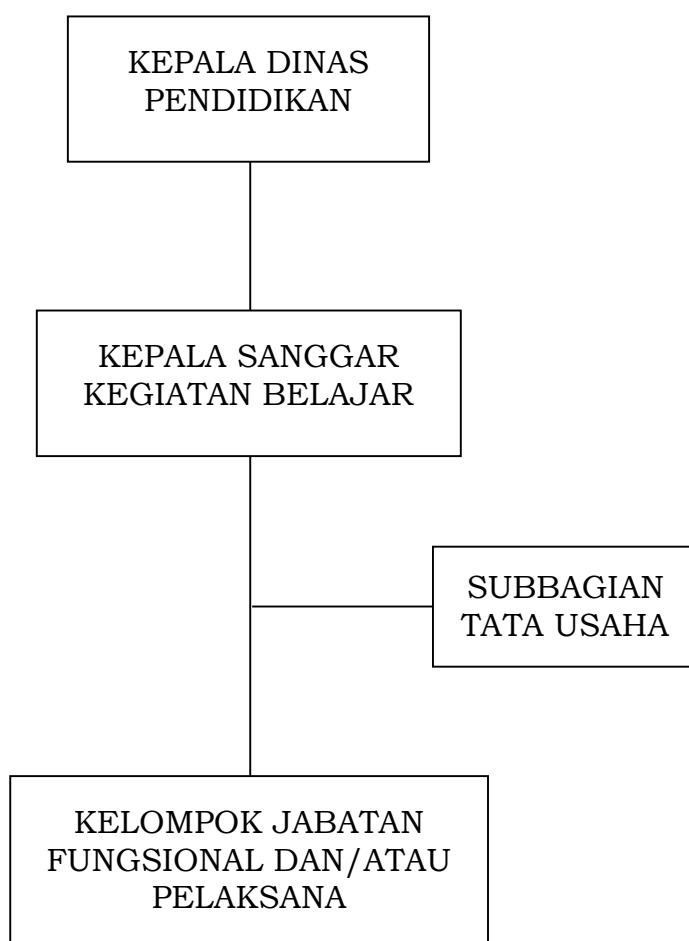 KEPALA DINAS
PENDIDIKAN
KEPALA SANGGAR
KEGIATAN BELAJAR
SUBBAGIAN
TATA USAHA
KELOMPOK JABATAN
FUNGSIONAL DAN/ATAU
PELAKSANA